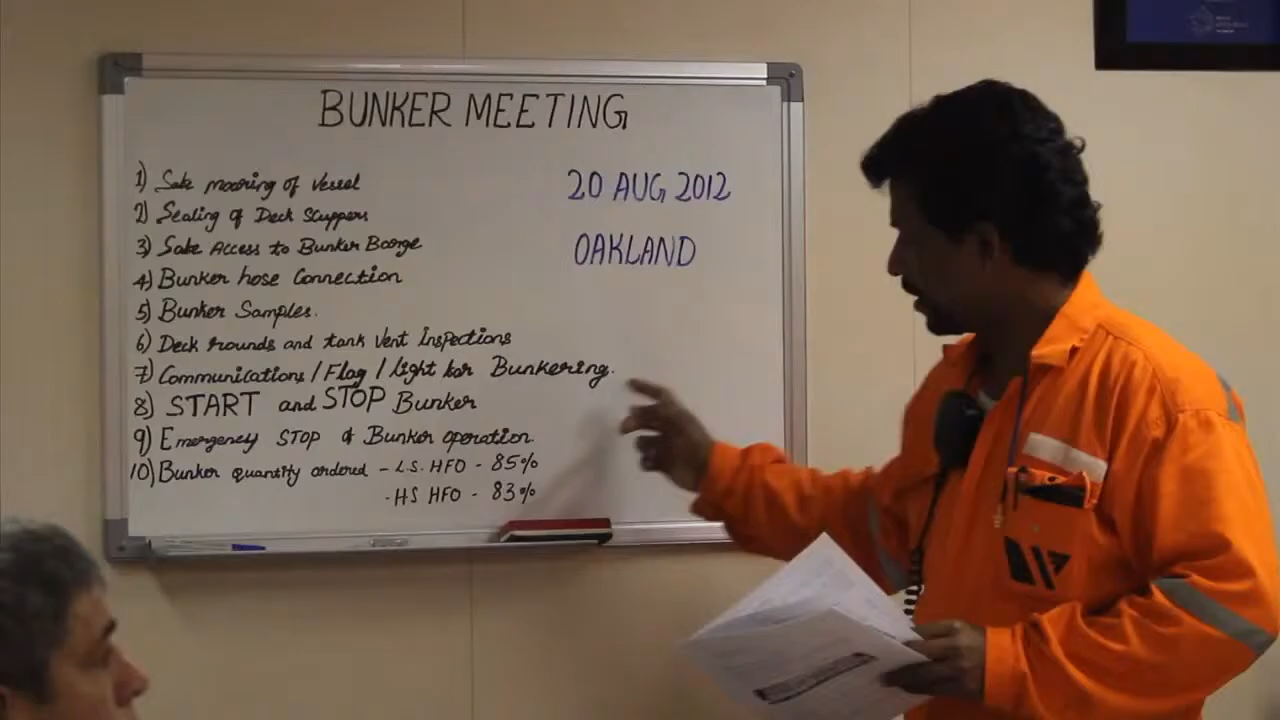 BUNKER MEETING
20 AUG 2012
OAKLAND
1) Safe mooring of vessel
2) Sealing of Deck Scuppers
3) Safe Access to Bunker Barge
4) Bunker hose Connection
5) Bunker Samples.
6) Deck rounds and tank vent Inspections
7) Communications / Flag / light for Bunkering.
8) START and STOP Bunker
9) Emergency STOP of Bunker operation.
10) Bunker quantity ordered - L.S. HFO - 85%
- HS HFO - 83%